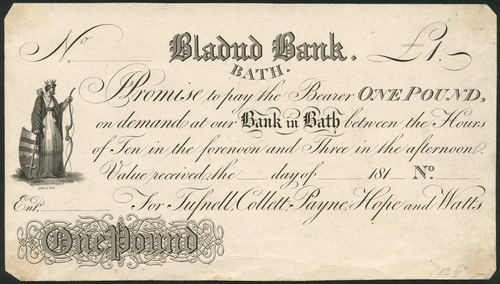 No. Bladud Bank. £1.-
BATH.
Promise to pay the Bearer ONE POUND,
on demand at our Bank in Bath between the Hours
of Ten in the forenoon and Three in the afternoon.
Value received the day of 181 No.
Entd. For Tufnell, Collett, Payne, Hope and Watts
One Pound